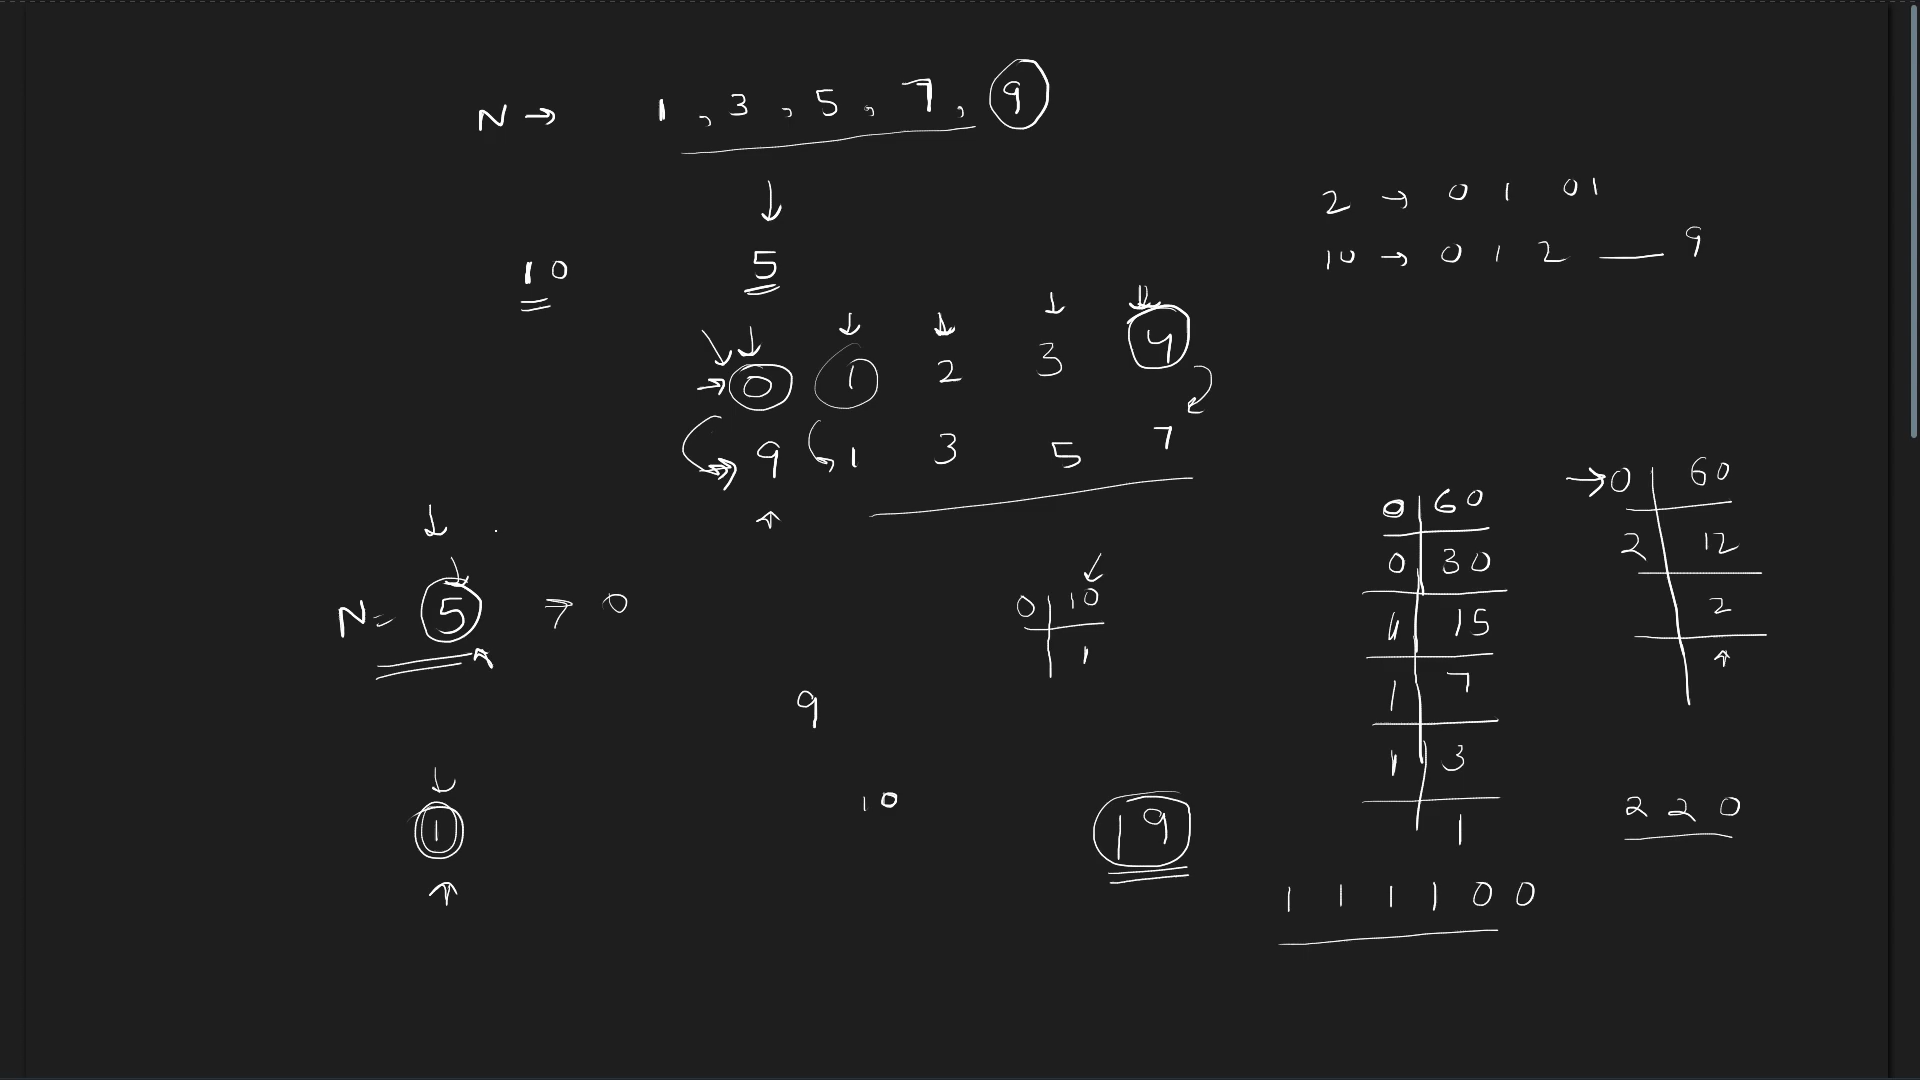 N → 1 , 3 , 5 , 7 , 9
2 → 0 1 01
10 → 0 1 2 — 9
10
5
0 1 2 3 4
9 1 3 5 7
N = 5 → 0
0 | 10
1
0 | 60
0 | 30
1 | 15
1 | 7
1 | 3
1
→ 0 | 60
2 | 12
2
9
10
1
19
2 2 0
1 1 1 1 0 0